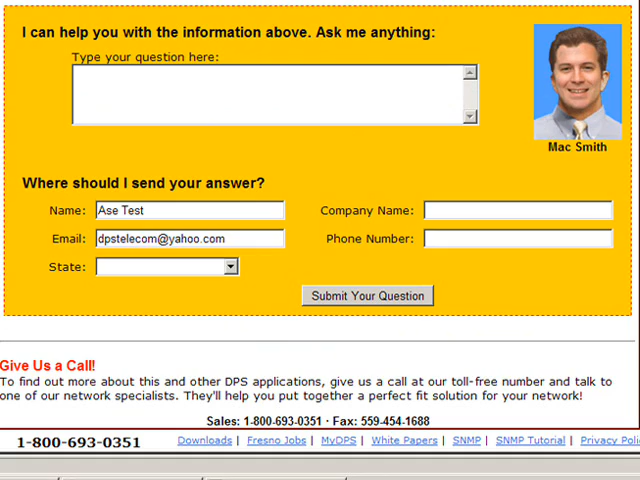 I can help you with the information above. Ask me anything:
Type your question here:
Mac Smith
Where should I send your answer?
Name: Ase Test Company Name:
Email: dpstelecom@yahoo.com Phone Number:
State:
Submit Your Question
Give Us a Call!
To find out more about this and other DPS applications, give us a call at our toll-free number and talk to
one of our network specialists. They'll help you put together a perfect fit solution for your network!
Sales: 1-800-693-0351 · Fax: 559-454-1688
1-800-693-0351 Downloads | Fresno Jobs | MyDPS | White Papers | SNMP | SNMP Tutorial | Privacy